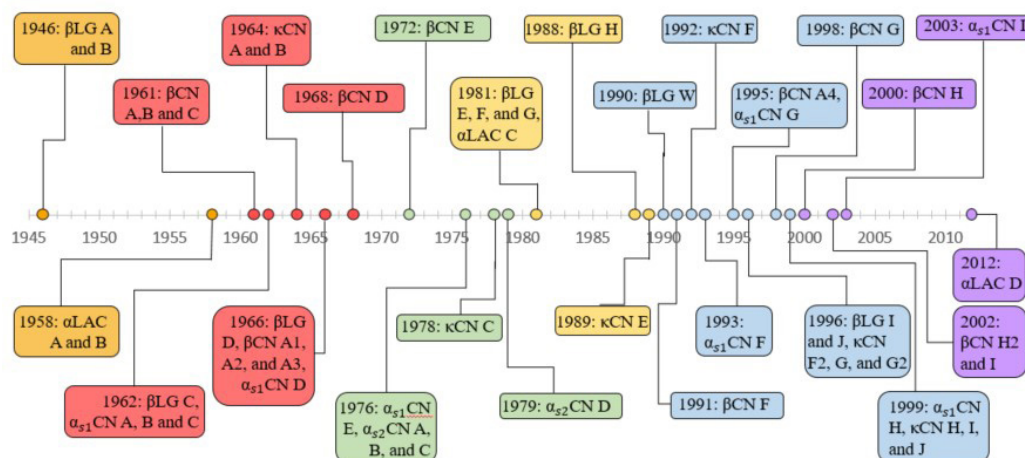 1946: βLG A
and B
1964: κCN
A and B
1972: βCN E
1988: βLG H
1992: κCN F
1998: βCN G
2003: αs1CN I
1961: βCN
A,B and C
1968: βCN D
1981: βLG
E, F, and G,
αLAC C
1990: βLG W
1995: βCN A4,
αs1CN G
2000: βCN H
1945 1950 1955 1960 1965 1970 1975 1980 1985 1990 1995 2000 2005 2010
1958: αLAC
A and B
1962: βLG C,
αs1CN A, B and C
1966: βLG
D, βCN A1,
A2, and A3,
αs1CN D
1976: αs1CN
E, αs2CN A,
B, and C
1978: κCN C
1979: αs2CN D
1989: κCN E
1991: βCN F
1993:
αs1CN F
1996: βLG I
and J, κCN
F2, G, and G2
1999: αs1CN
H, κCN H, I,
and J
2012:
αLAC D
2002:
βCN H2
and I